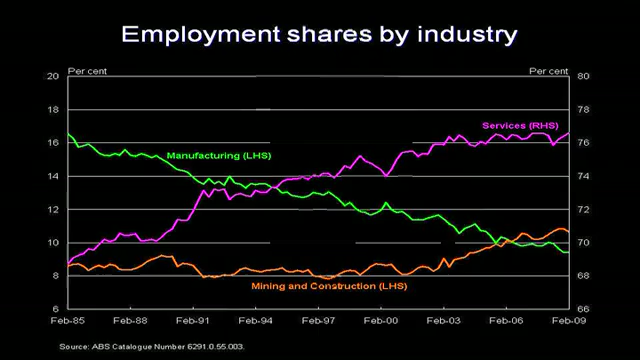 Employment shares by industry
Per cent Per cent
20 80
18 78
Services (RHS)
16 76
Manufacturing (LHS)
14 74
12 72
10 70
8 68
Mining and Construction (LHS)
6 66
Feb-85 Feb-88 Feb-91 Feb-94 Feb-97 Feb-00 Feb-03 Feb-06 Feb-09
Source: ABS Catalogue Number 6291.0.55.003.